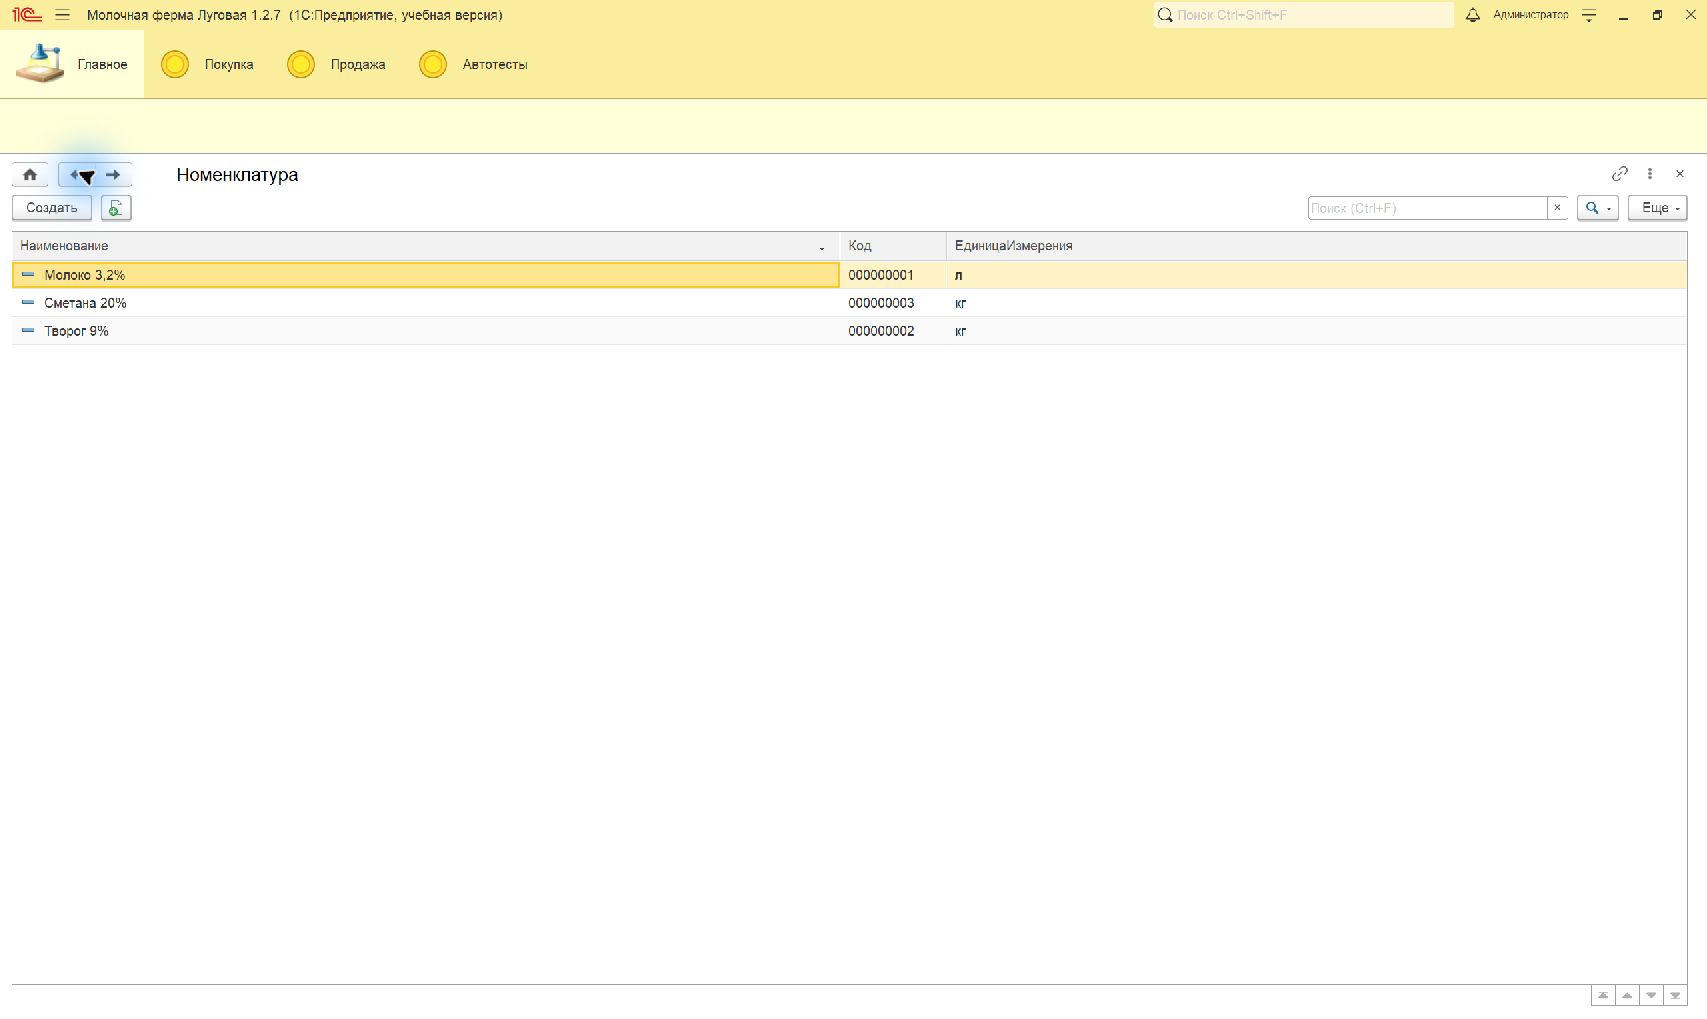 1С Молочная ферма Луговая 1.2.7 (1С:Предприятие, учебная версия) Поиск Ctrl+Shift+F Администратор
Главное Покупка Продажа Автотесты
Номенклатура
Создать Поиск (Ctrl+F) × Еще
Наименование Код ЕдиницаИзмерения
Молоко 3,2% 000000001 л
Сметана 20% 000000003 кг
Творог 9% 000000002 кг